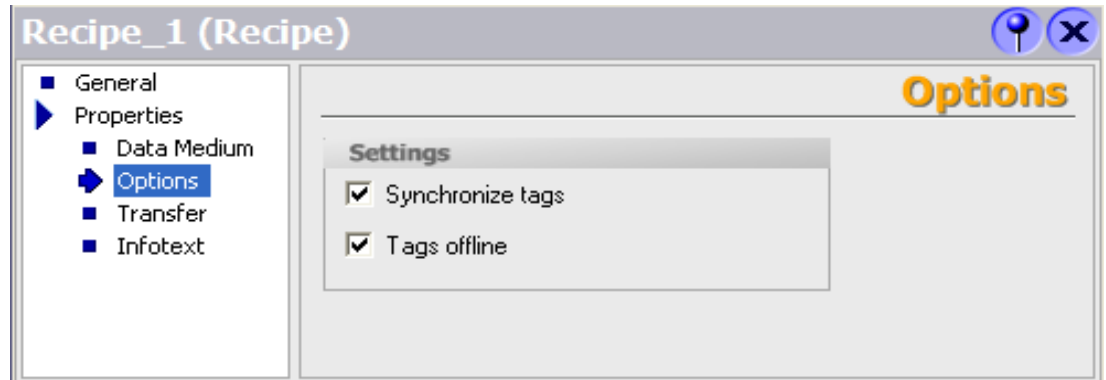 Recipe_1 (Recipe)
General
Properties
Data Medium
Options
Transfer
Infotext
Options
Settings
Synchronize tags
Tags offline